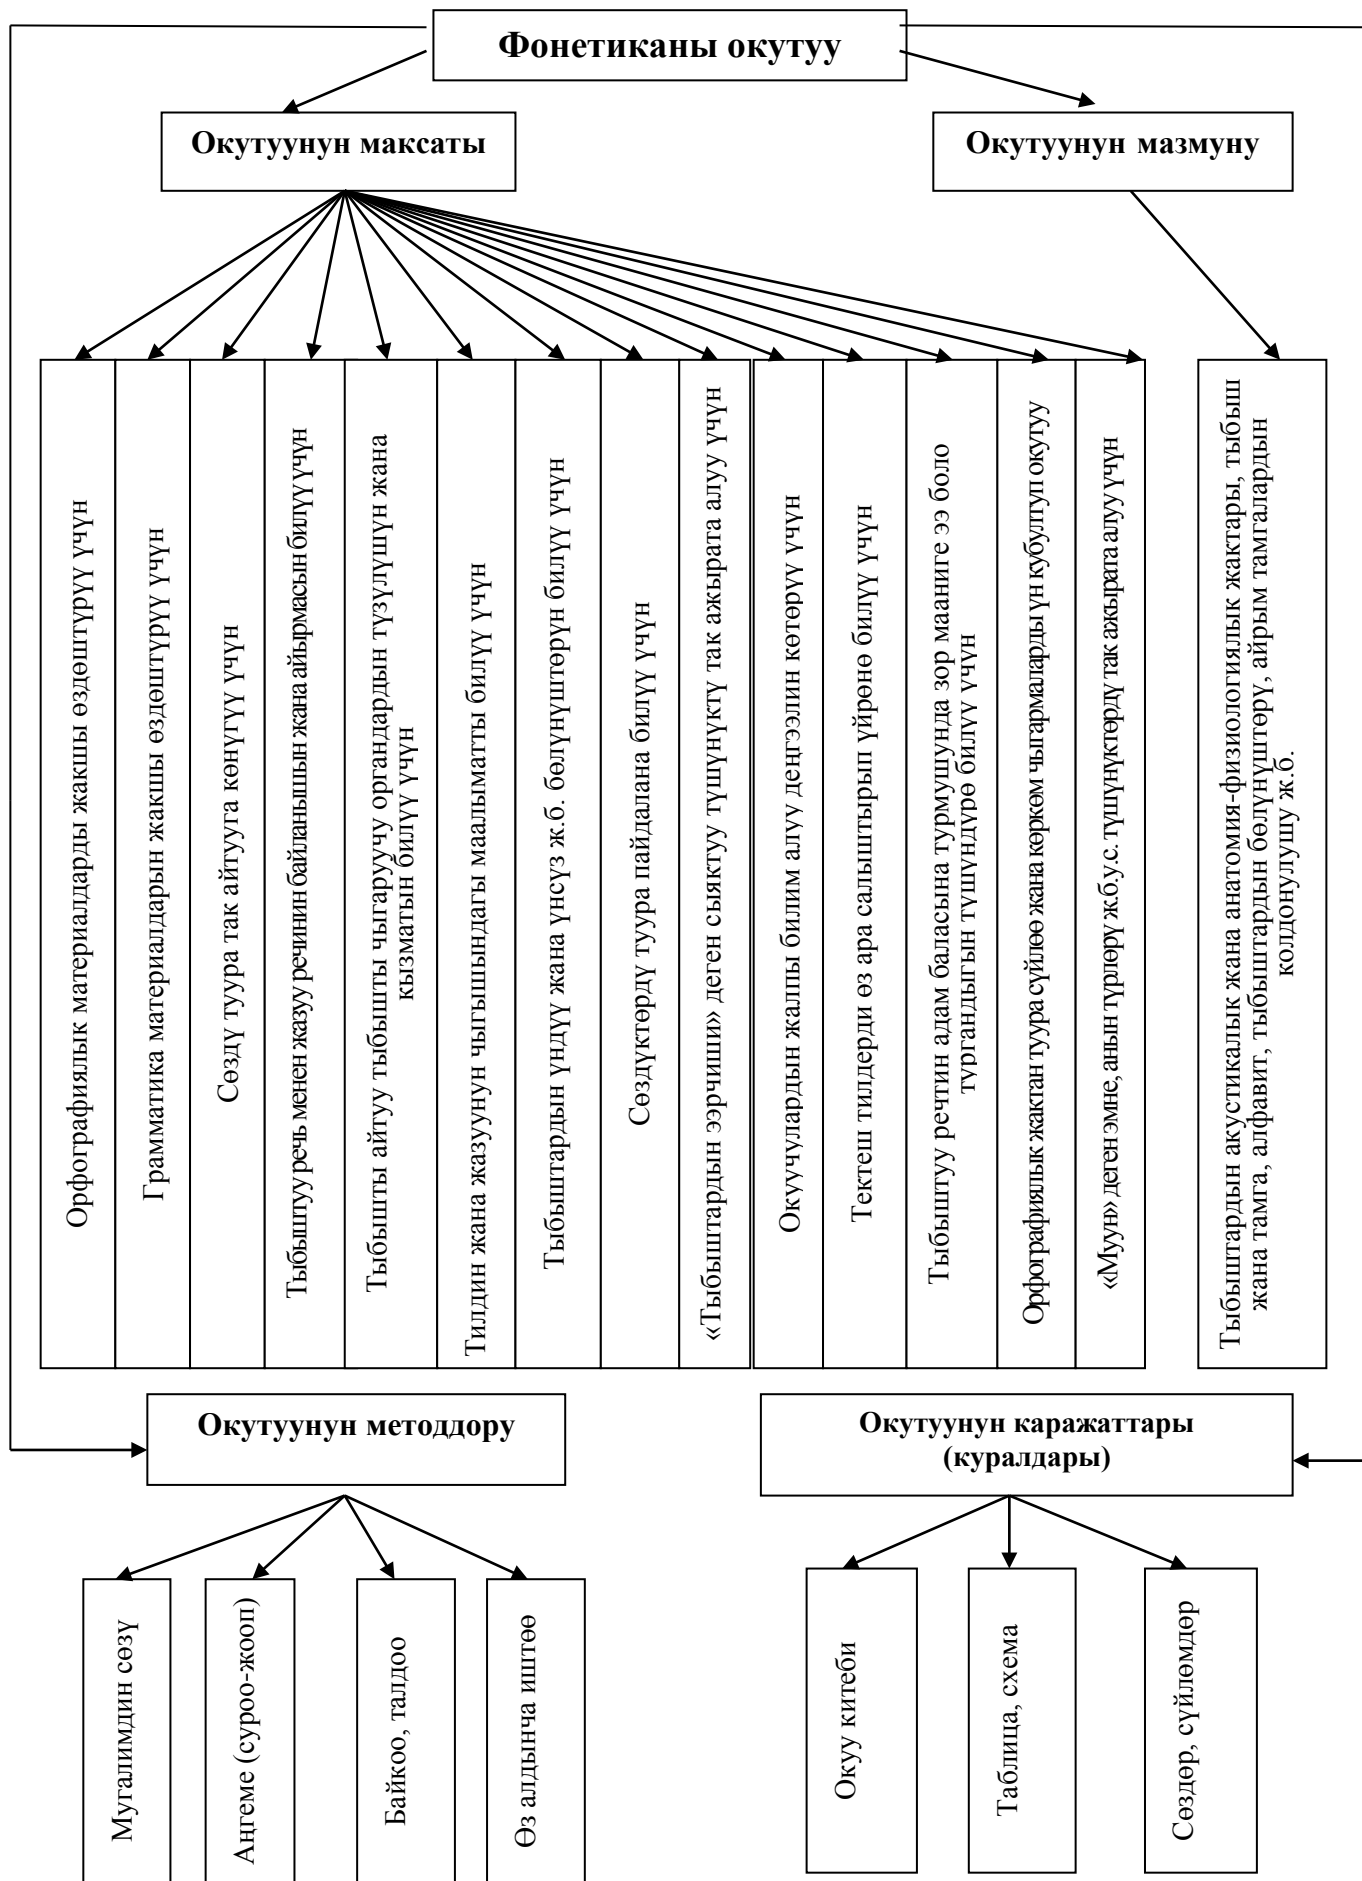 Фонетиканы окутуу
Окутуунун максаты
Окутуунун мазмуну
Орфографиялык материалдарды жакшы өздөштүрүү үчүн
Грамматика материалдарын жакшы өздөштүрүү үчүн
Сөздү туура так айтууга көнүгүү үчүн
Тыбыштуу речь менен жазуу речинин байланышын жана айырмасын билүү үчүн
Тыбышты айтуу тыбышты чыгаруучу органдардын түзүлүшүн жана
кызматын билүү үчүн
Тилдин жана жазуунун чыгышындагы маалыматты билүү үчүн
Тыбыштардын үндүү жана үнсүз ж.б. бөлүнүштөрүн билүү үчүн
Сөздүктөрдү туура пайдалана билүү үчүн
«Тыбыштардын ээрчиши» деген сыяктуу түшүнүктү так ажырата алуу үчүн
Окуучулардын жалпы билим алуу деңгээлин көтөрүү үчүн
Тектеш тилдерди өз ара салыштырып үйрөнө билүү үчүн
Тыбыштуу речтин адам баласына турмушунда зор мааниге ээ боло
тургандыгын түшүндүрө билүү үчүн
Орфографиялык жактан туура сүйлөө жана көркөм чыгармаларды үн кубултуп окутуу
«Муун» деген эмне, анын түрлөрү ж.б.у.с. түшүнүктөрдү так ажырата алуу үчүн
Тыбыштардын акустикалык жана анатомия-физиологиялык жактары, тыбыш
жана тамга, алфавит, тыбыштардын бөлүнүштөрү, айрым тамгалардын
колдонулушу ж.б.
Окутуунун методдору
Окутуунун каражаттары
(куралдары)
Мугалимдин сөзү
Аңгеме (суроо-жооп)
Байкоо, талдоо
Өз алдынча иштөө
Окуу китеби
Таблица, схема
Сөздөр, сүйлөмдөр